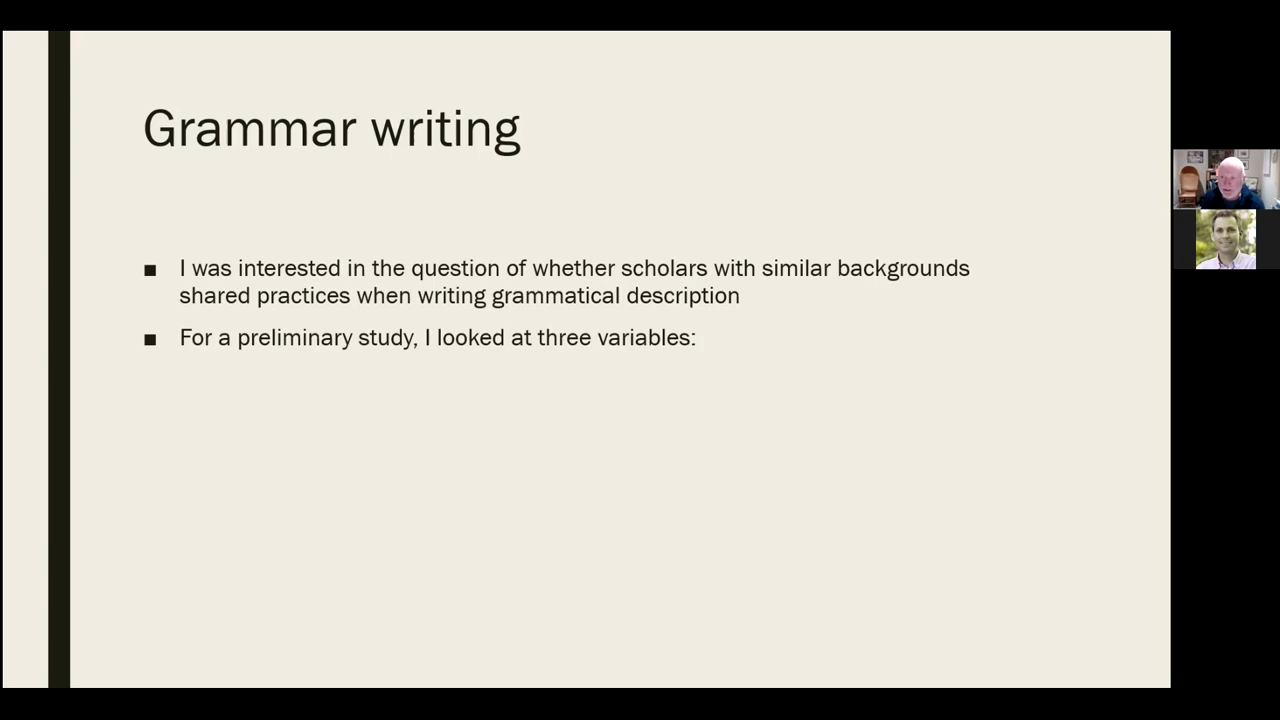 Grammar writing
■ I was interested in the question of whether scholars with similar backgrounds
shared practices when writing grammatical description
■ For a preliminary study, I looked at three variables: